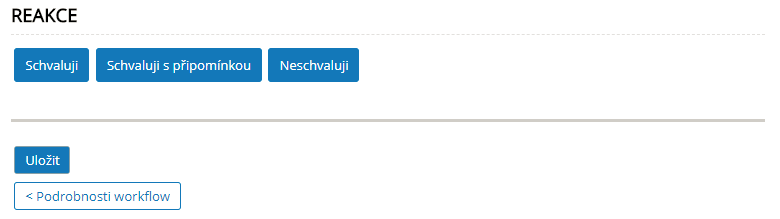 REAKCE
Schvaluji Schvaluji s připomínkou Neschvaluji
Uložit
< Podrobnosti workflow